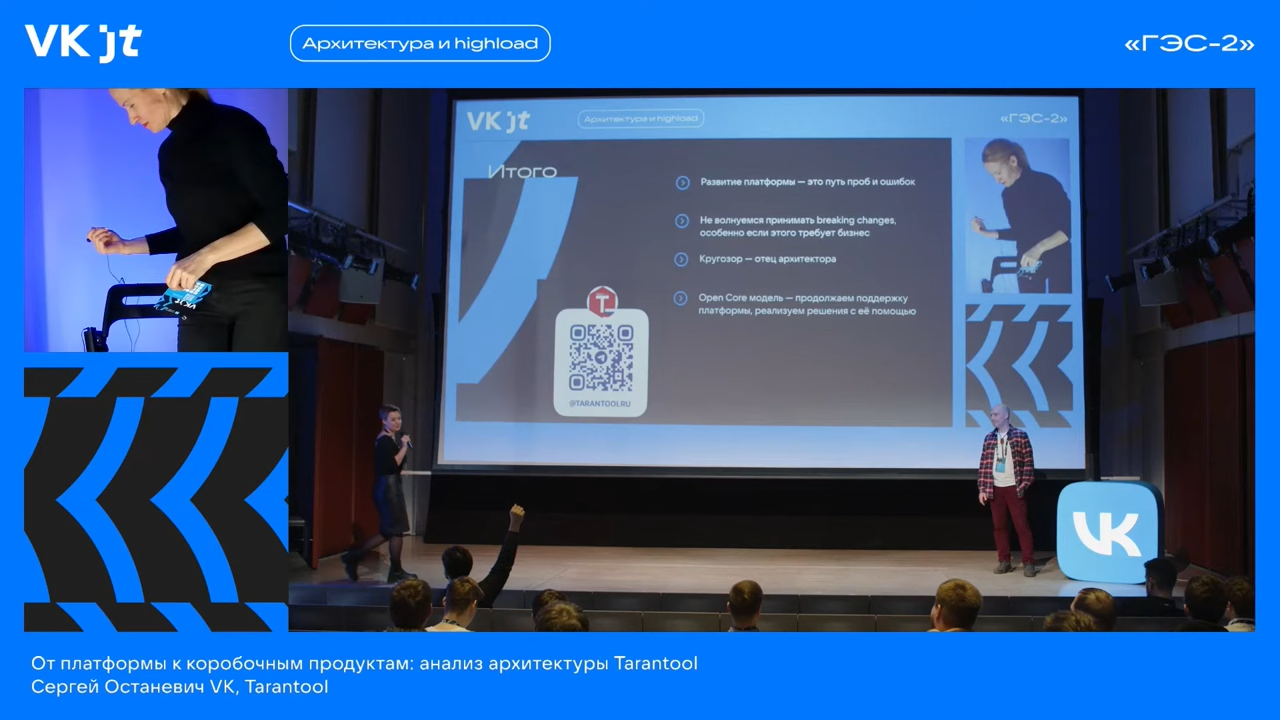 VK jt
Архитектура и highload
«ГЭС-2»
VK jt
Архитектура и highload
«ГЭС-2»
Итого
Развитие платформы — это путь проб и ошибок
Не волнуемся принимать breaking changes,
особенно если этого требует бизнес
Кругозор — отец архитектора
Open Core модель — продолжаем поддержку
платформы, реализуем решения с её помощью
T
@TARANTOOLRU
VK
От платформы к коробочным продуктам: анализ архитектуры Tarantool
Сергей Останевич VK, Tarantool